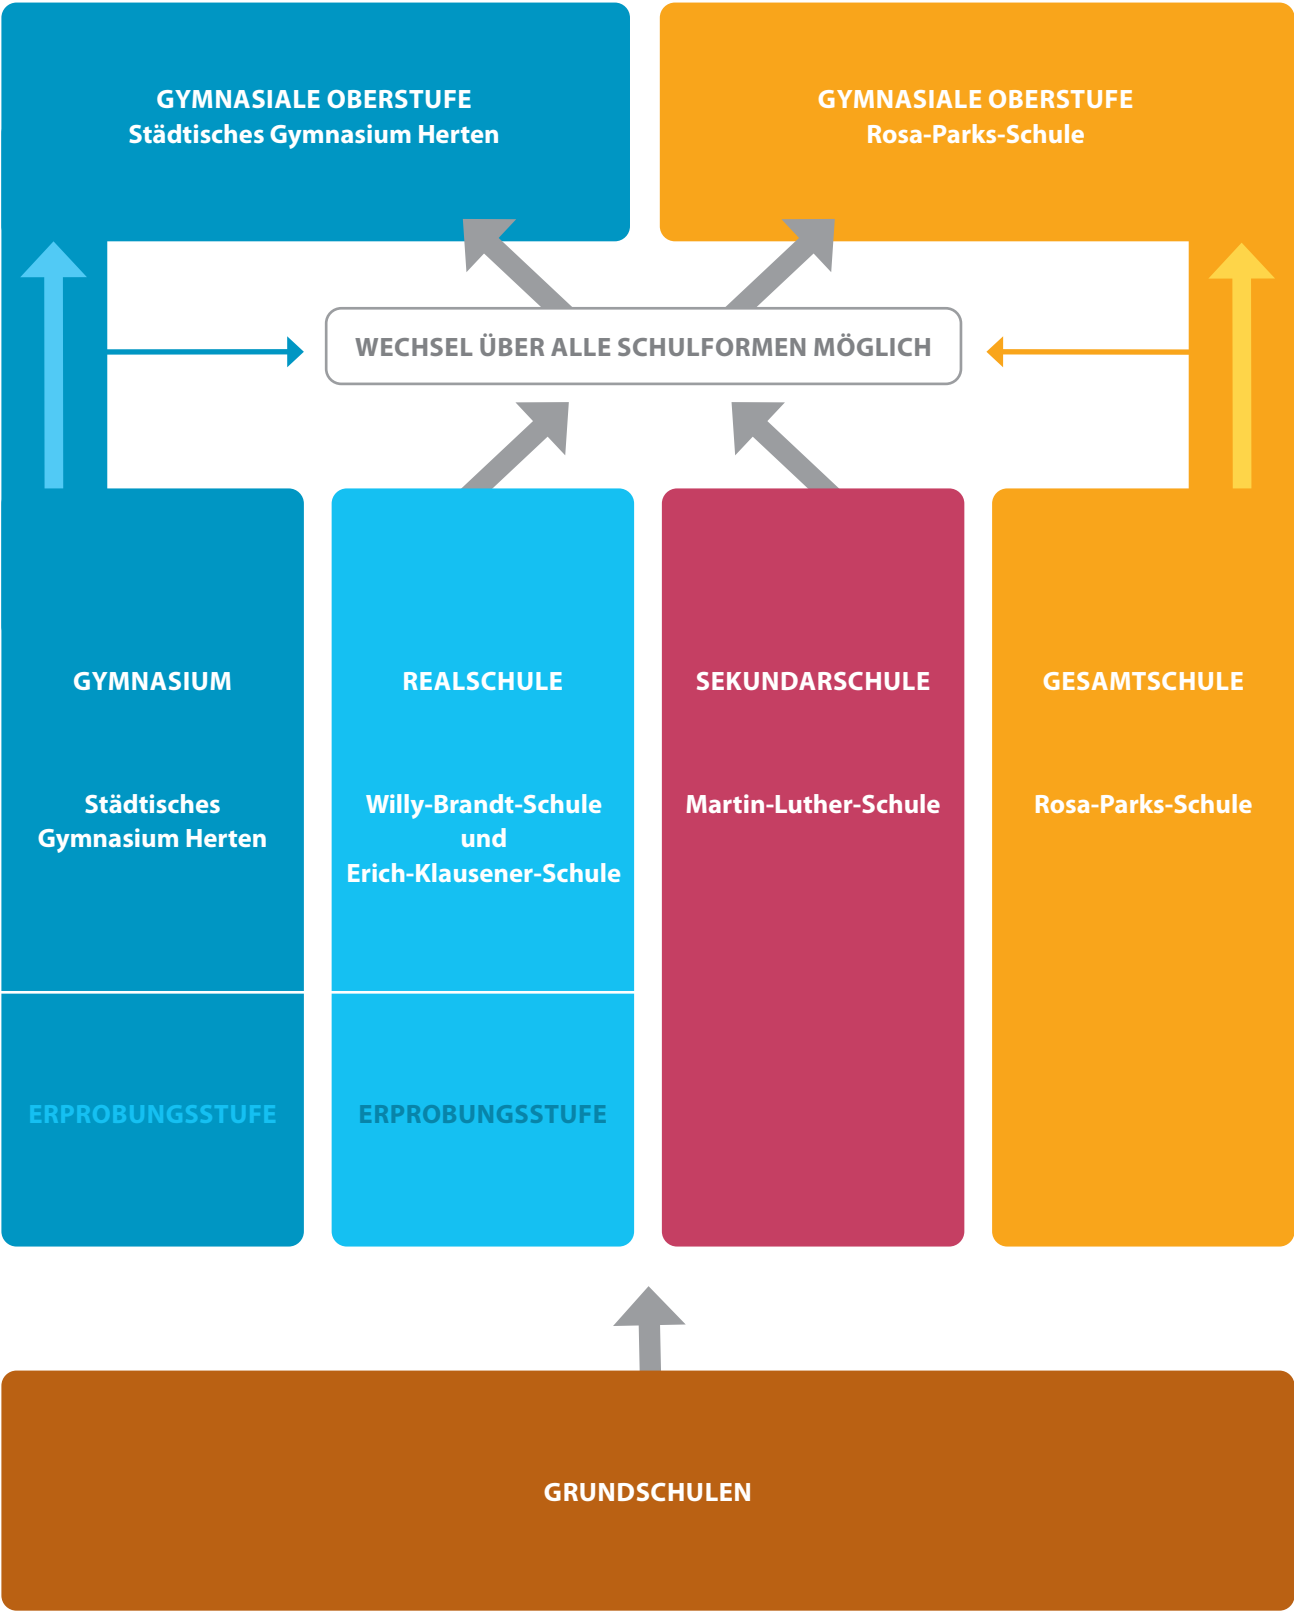 GYMNASIALE OBERSTUFE
Städtisches Gymnasium Herten
GYMNASIALE OBERSTUFE
Rosa-Parks-Schule
WECHSEL ÜBER ALLE SCHULFORMEN MÖGLICH
GYMNASIUM
Städtisches
Gymnasium Herten
ERPROBUNGSSTUFE
REALSCHULE
Willy-Brandt-Schule
und
Erich-Klausener-Schule
ERPROBUNGSSTUFE
SEKUNDARSCHULE
Martin-Luther-Schule
GESAMTSCHULE
Rosa-Parks-Schule
GRUNDSCHULEN